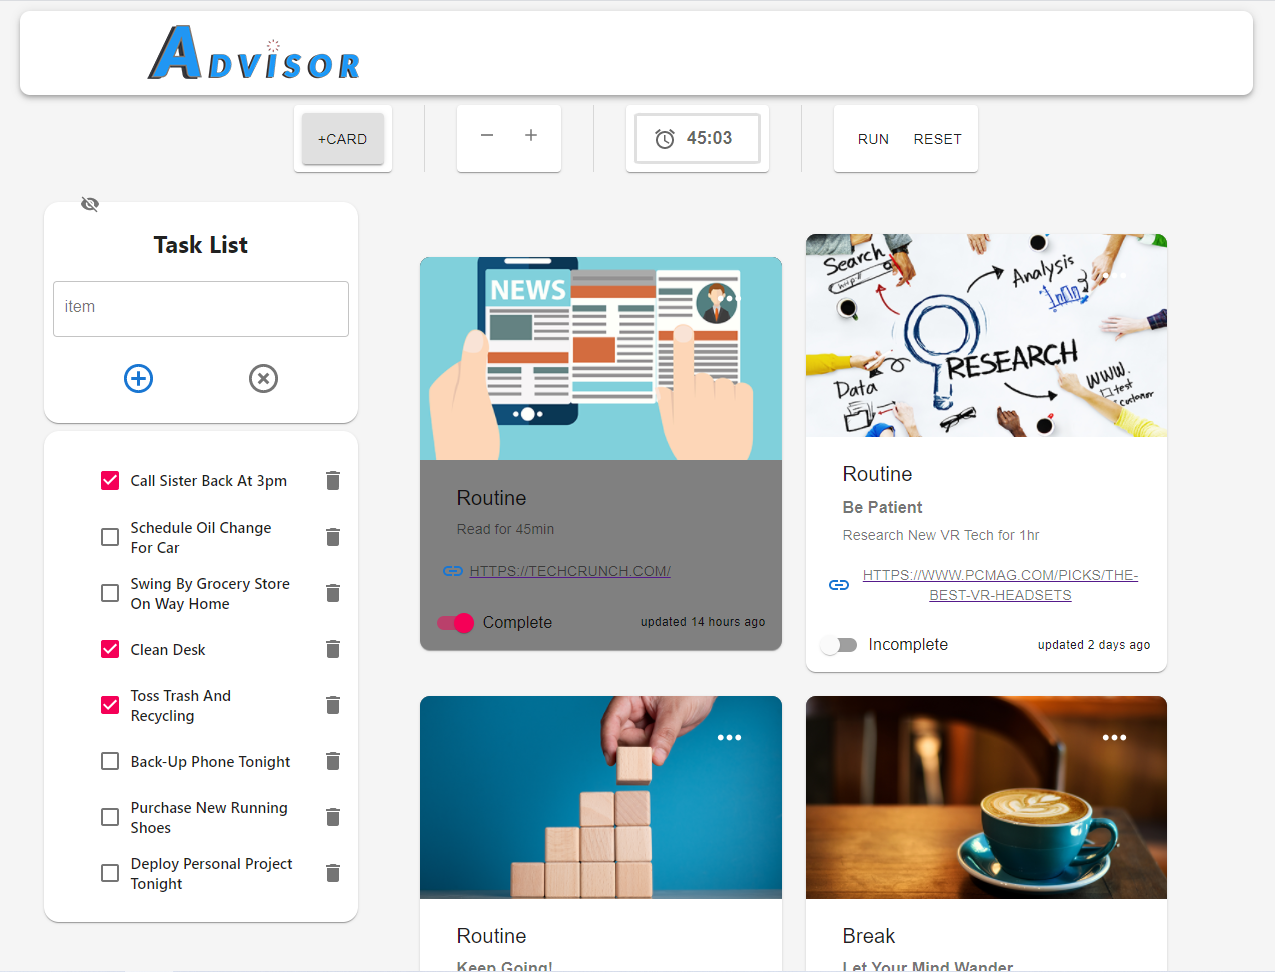 ADVISOR
+CARD
45:03
RUN
RESET
Task List
item
Call Sister Back At 3pm
Schedule Oil Change
For Car
Swing By Grocery Store
On Way Home
Clean Desk
Toss Trash And
Recycling
Back-Up Phone Tonight
Purchase New Running
Shoes
Deploy Personal Project
Tonight
NEWS
Routine
Read for 45min
HTTPS://TECHCRUNCH.COM/
Complete
updated 14 hours ago
Search
http://
Analysis
RESEARCH
Data
WWW.
test
customer
Routine
Be Patient
Research New VR Tech for 1hr
HTTPS://WWW.PCMAG.COM/PICKS/THE-
BEST-VR-HEADSETS
Incomplete
updated 2 days ago
Routine
Keep Going!
Break
Let Your Mind Wander